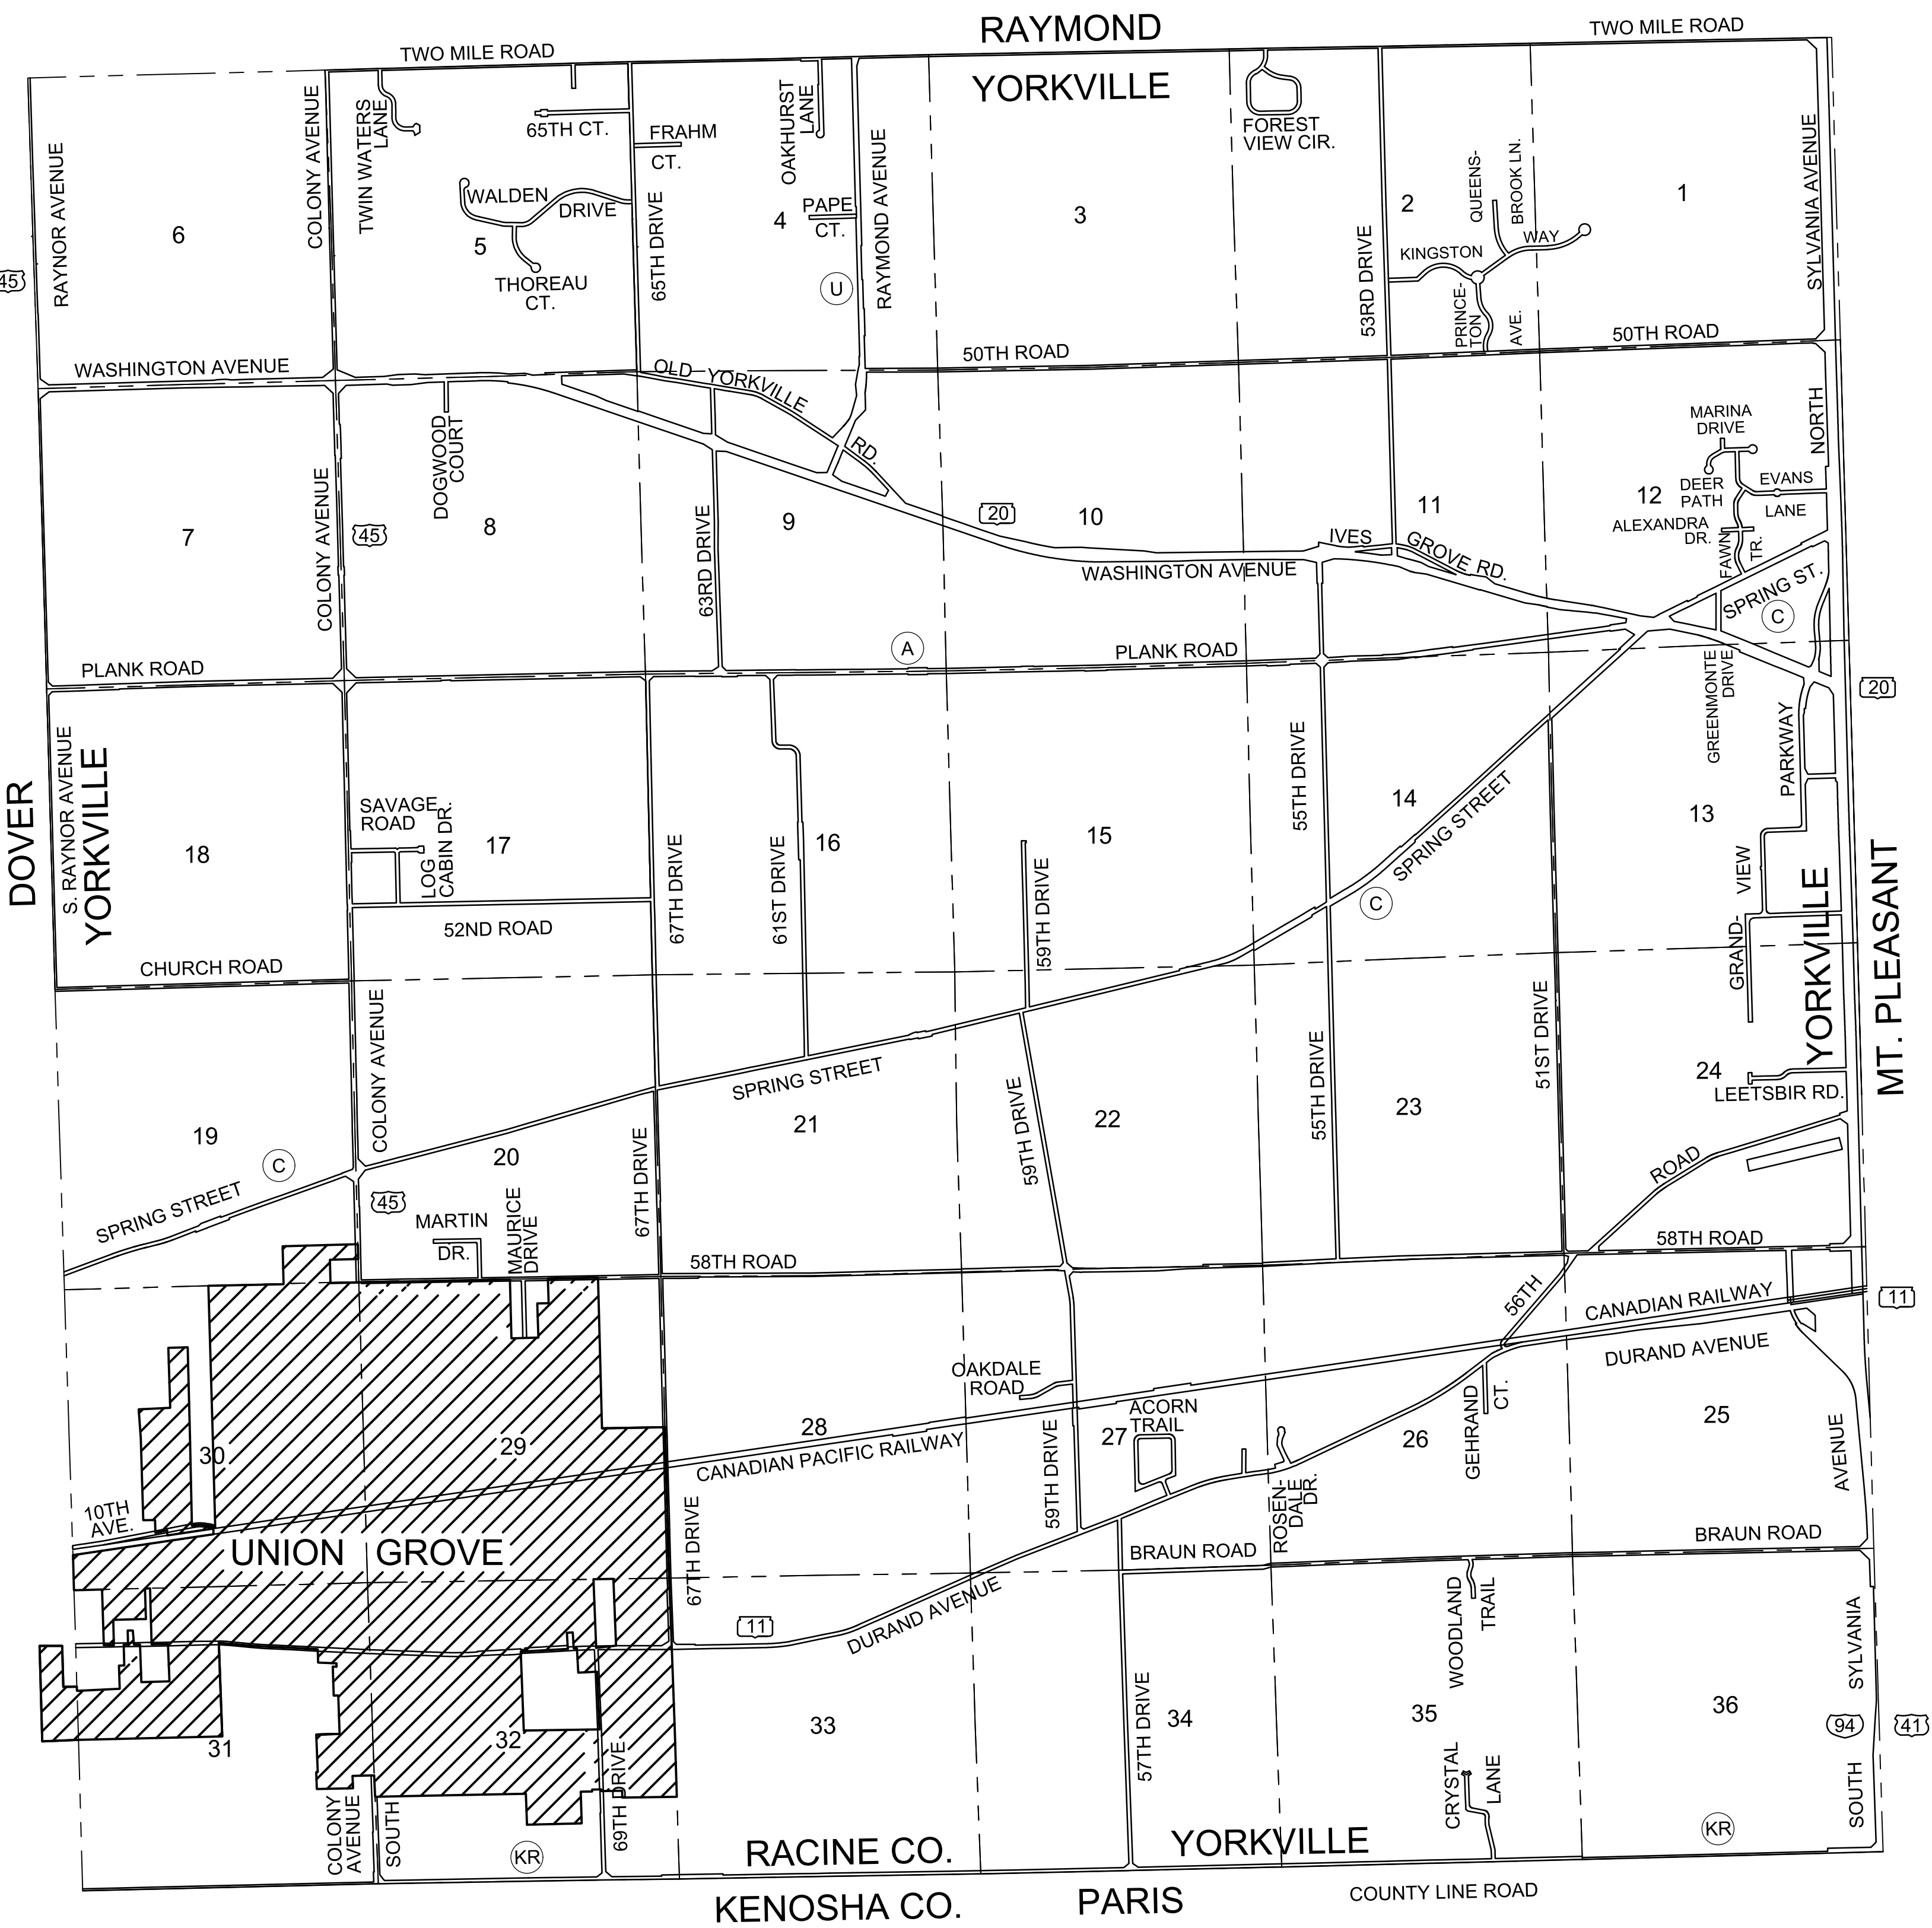 RAYMOND
TWO MILE ROAD
TWO MILE ROAD
YORKVILLE
RAYNOR AVENUE
COLONY AVENUE
TWIN WATERS
LANE
65TH CT.
FRAHM
CT.
OAKHURST
LANE
RAYMOND AVENUE
FOREST
VIEW CIR.
QUEENS-
BROOK LN.
SYLVANIA AVENUE
WALDEN
DRIVE
65TH DRIVE
PAPE
CT.
6
5
4
3
2
1
53RD DRIVE
KINGSTON
WAY
45
THOREAU
CT.
U
PRINCE-
TON
AVE.
WASHINGTON AVENUE
50TH ROAD
50TH ROAD
OLD YORKVILLE
RD.
DOGWOOD
COURT
MARINA
DRIVE
NORTH
COLONY AVENUE
45
63RD DRIVE
20
DEER
PATH
EVANS
LANE
ALEXANDRA
DR.
FAWN
TR.
7
8
9
10
11
12
IVES
GROVE RD.
WASHINGTON AVENUE
SPRING ST.
C
PLANK ROAD
A
PLANK ROAD
GREENMONTE
DRIVE
20
PARKWAY
DOVER
S. RAYNOR AVENUE
YORKVILLE
SAVAGE
ROAD
LOG
CABIN DR.
67TH DRIVE
61ST DRIVE
59TH DRIVE
55TH DRIVE
SPRING STREET
C
18
17
16
15
14
13
VIEW
GRAND-
YORKVILLE
MT. PLEASANT
52ND ROAD
CHURCH ROAD
COLONY AVENUE
SPRING STREET
59TH DRIVE
55TH DRIVE
51ST DRIVE
24
LEETSBIR RD.
19
20
21
22
23
C
SPRING STREET
45
MARTIN
DR.
MAURICE
DRIVE
67TH DRIVE
ROAD
58TH ROAD
58TH ROAD
56TH
CANADIAN RAILWAY
11
DURAND AVENUE
OAKDALE
ROAD
ACORN
TRAIL
GEHRAND
CT.
30
29
28
27
26
25
CANADIAN PACIFIC RAILWAY
59TH DRIVE
ROSEN-
DALE
DR.
AVENUE
10TH
AVE.
UNION GROVE
67TH DRIVE
BRAUN ROAD
BRAUN ROAD
11
DURAND AVENUE
WOODLAND
TRAIL
SYLVANIA
57TH DRIVE
31
32
33
34
35
36
94
41
COLONY
AVENUE
SOUTH
69TH DRIVE
CRYSTAL
LANE
SOUTH
KR
KR
RACINE CO.
YORKVILLE
KENOSHA CO.
PARIS
COUNTY LINE ROAD